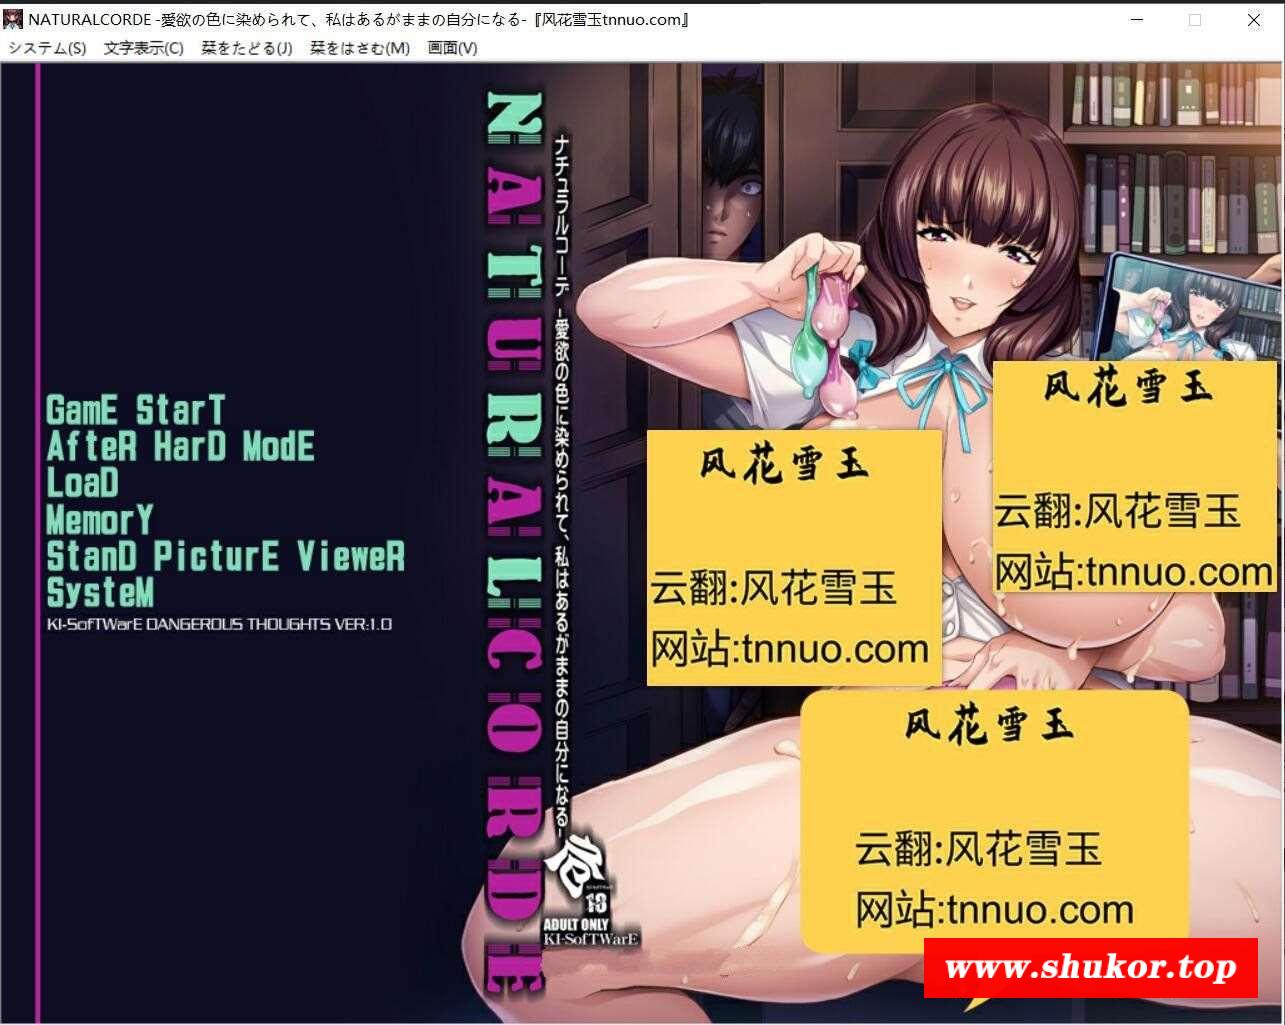 NATURALCORDE -愛欲の色に染められて、私はあるがままの自分になる-『风花雪玉tnnuo.com』
システム(S) 文字表示(C) 栞をたどる(J) 栞をはさむ(M) 画面(V)
GamE StarT
AfteR HarD ModE
LoaD
MemorY
StanD PicturE VieweR
SysteM
KI-SofTWarE DANGEROUS THOUGHTS VER:1.0
NATURALCORDE
ナチュラルコーデ -愛欲の色に染められて、私はあるがままの自分になる-
危
18
ADULT ONLY
KI-SofTWarE
风花雪玉
云翻:风花雪玉
网站:tnnuo.com
风花雪玉
云翻:风花雪玉
网站:tnnuo.com
风花雪玉
云翻:风花雪玉
网站:tnnuo.com
www.shukor.top